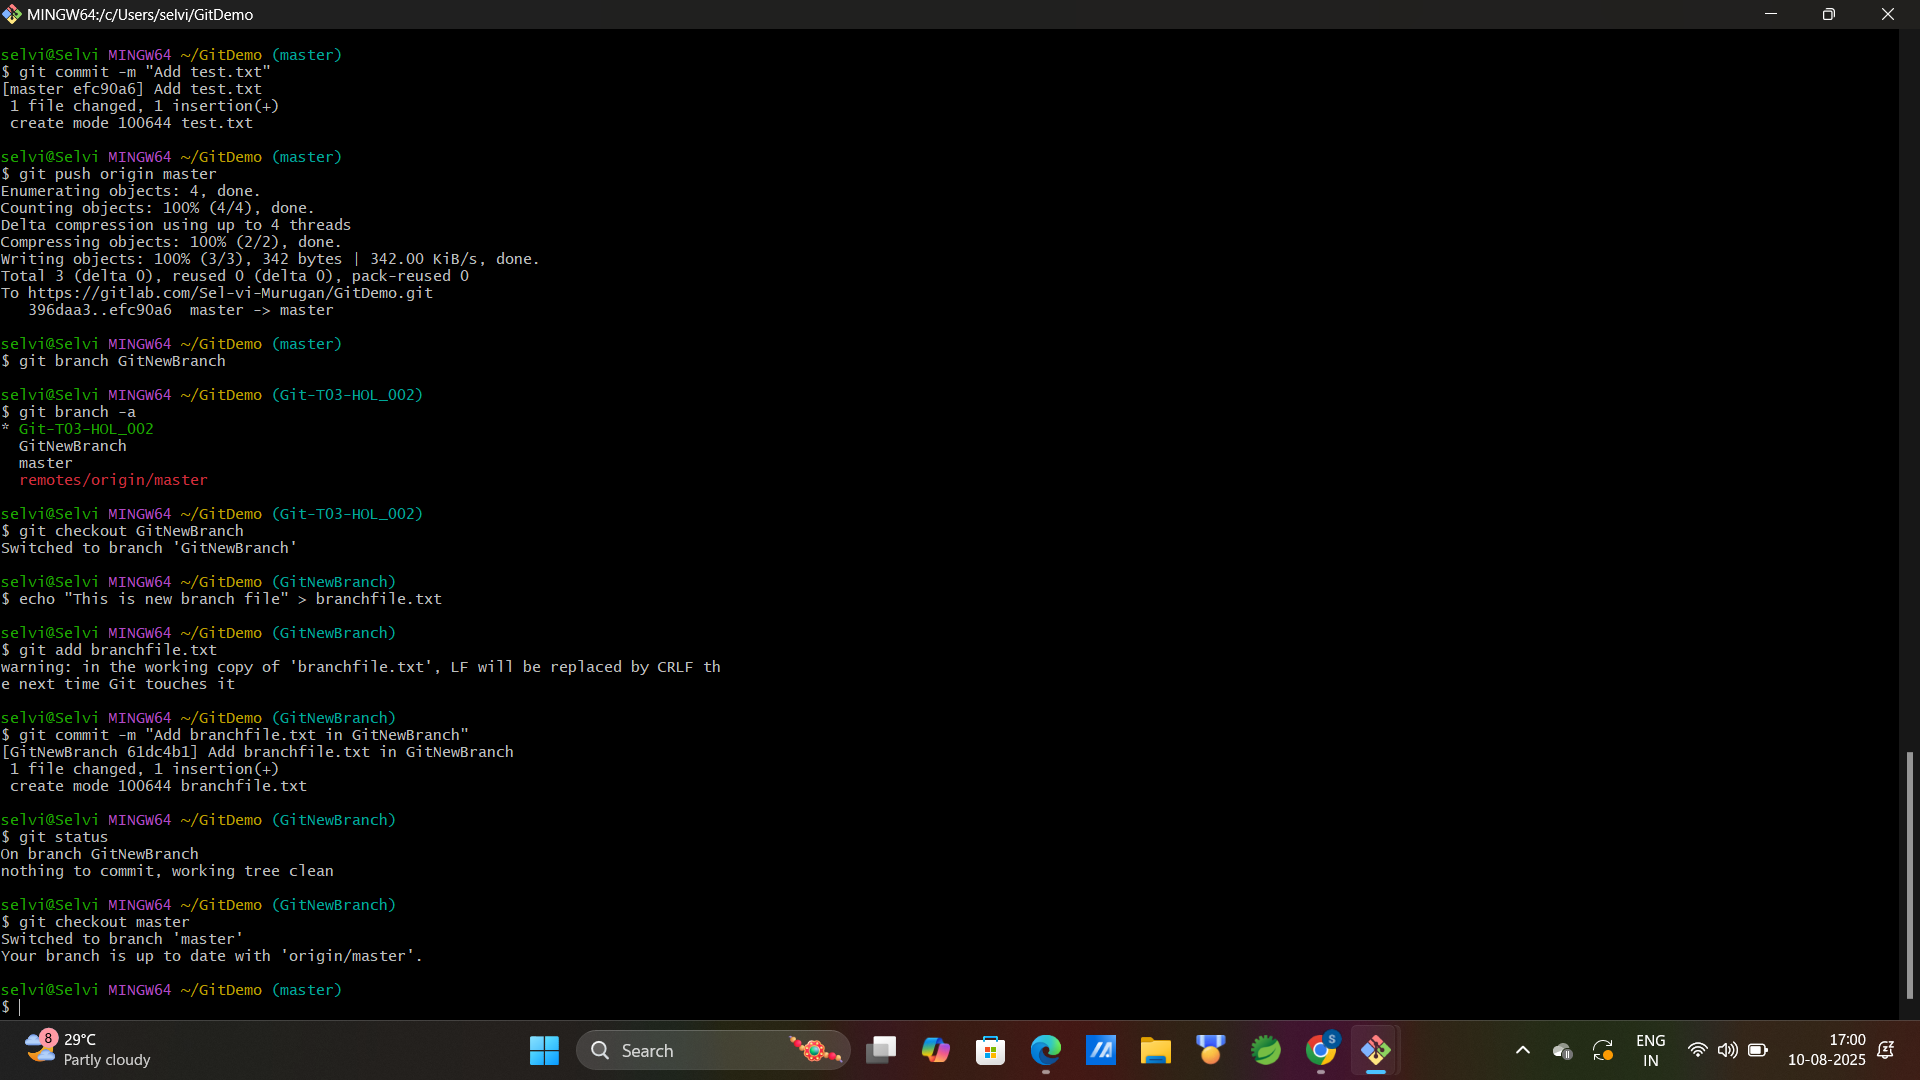 MINGW64:/c/Users/selvi/GitDemo
selvi@Selvi MINGW64 ~/GitDemo (master)
$ git commit -m "Add test.txt"
[master efc90a6] Add test.txt
 1 file changed, 1 insertion(+)
 create mode 100644 test.txt
selvi@Selvi MINGW64 ~/GitDemo (master)
$ git push origin master
Enumerating objects: 4, done.
Counting objects: 100% (4/4), done.
Delta compression using up to 4 threads
Compressing objects: 100% (2/2), done.
Writing objects: 100% (3/3), 342 bytes | 342.00 KiB/s, done.
Total 3 (delta 0), reused 0 (delta 0), pack-reused 0
To https://gitlab.com/Sel-vi-Murugan/GitDemo.git
   396daa3..efc90a6  master -> master
selvi@Selvi MINGW64 ~/GitDemo (master)
$ git branch GitNewBranch
selvi@Selvi MINGW64 ~/GitDemo (Git-T03-HOL_002)
$ git branch -a
* Git-T03-HOL_002
  GitNewBranch
  master
  remotes/origin/master
selvi@Selvi MINGW64 ~/GitDemo (Git-T03-HOL_002)
$ git checkout GitNewBranch
Switched to branch 'GitNewBranch'
selvi@Selvi MINGW64 ~/GitDemo (GitNewBranch)
$ echo "This is new branch file" > branchfile.txt
selvi@Selvi MINGW64 ~/GitDemo (GitNewBranch)
$ git add branchfile.txt
warning: in the working copy of 'branchfile.txt', LF will be replaced by CRLF th
e next time Git touches it
selvi@Selvi MINGW64 ~/GitDemo (GitNewBranch)
$ git commit -m "Add branchfile.txt in GitNewBranch"
[GitNewBranch 61dc4b1] Add branchfile.txt in GitNewBranch
 1 file changed, 1 insertion(+)
 create mode 100644 branchfile.txt
selvi@Selvi MINGW64 ~/GitDemo (GitNewBranch)
$ git status
On branch GitNewBranch
nothing to commit, working tree clean
selvi@Selvi MINGW64 ~/GitDemo (GitNewBranch)
$ git checkout master
Switched to branch 'master'
Your branch is up to date with 'origin/master'.
selvi@Selvi MINGW64 ~/GitDemo (master)
$
8
29°C
Partly cloudy
Search
S
ENG
IN
17:00
10-08-2025